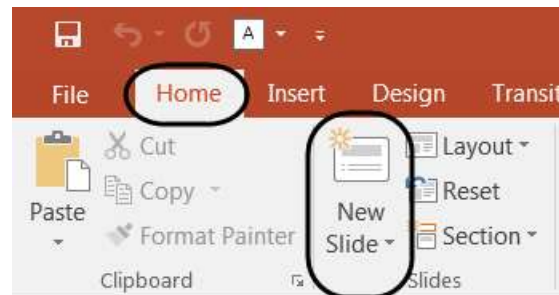 A
File Home Insert Design Transit
Cut
Copy
Format Painter
Paste
Clipboard
New
Slide
Layout
Reset
Section
Slides